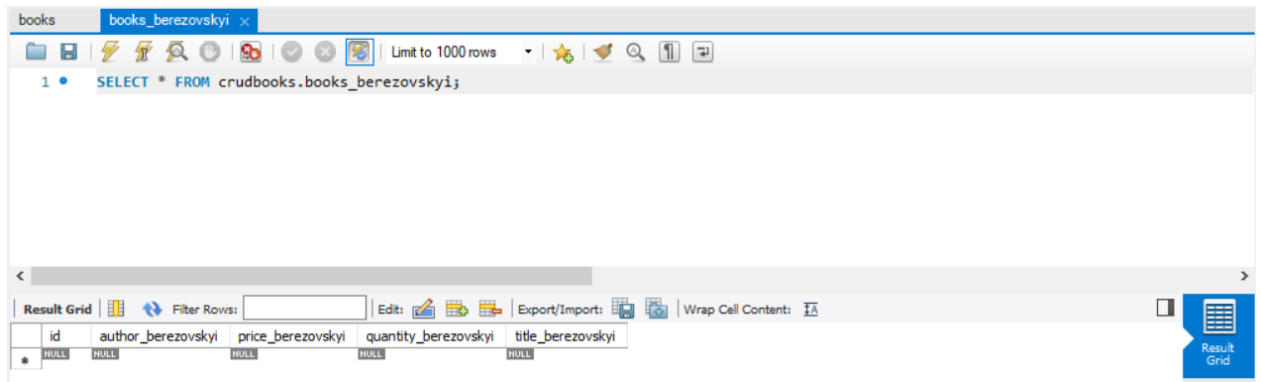 books books_berezovskyi ×
Limit to 1000 rows
1 SELECT * FROM crudbooks.books_berezovskyi;
Result Grid Filter Rows: Edit: Export/Import: Wrap Cell Content:
id author_berezovskyi price_berezovskyi quantity_berezovskyi title_berezovskyi
NULL NULL NULL NULL NULL
Result
Grid